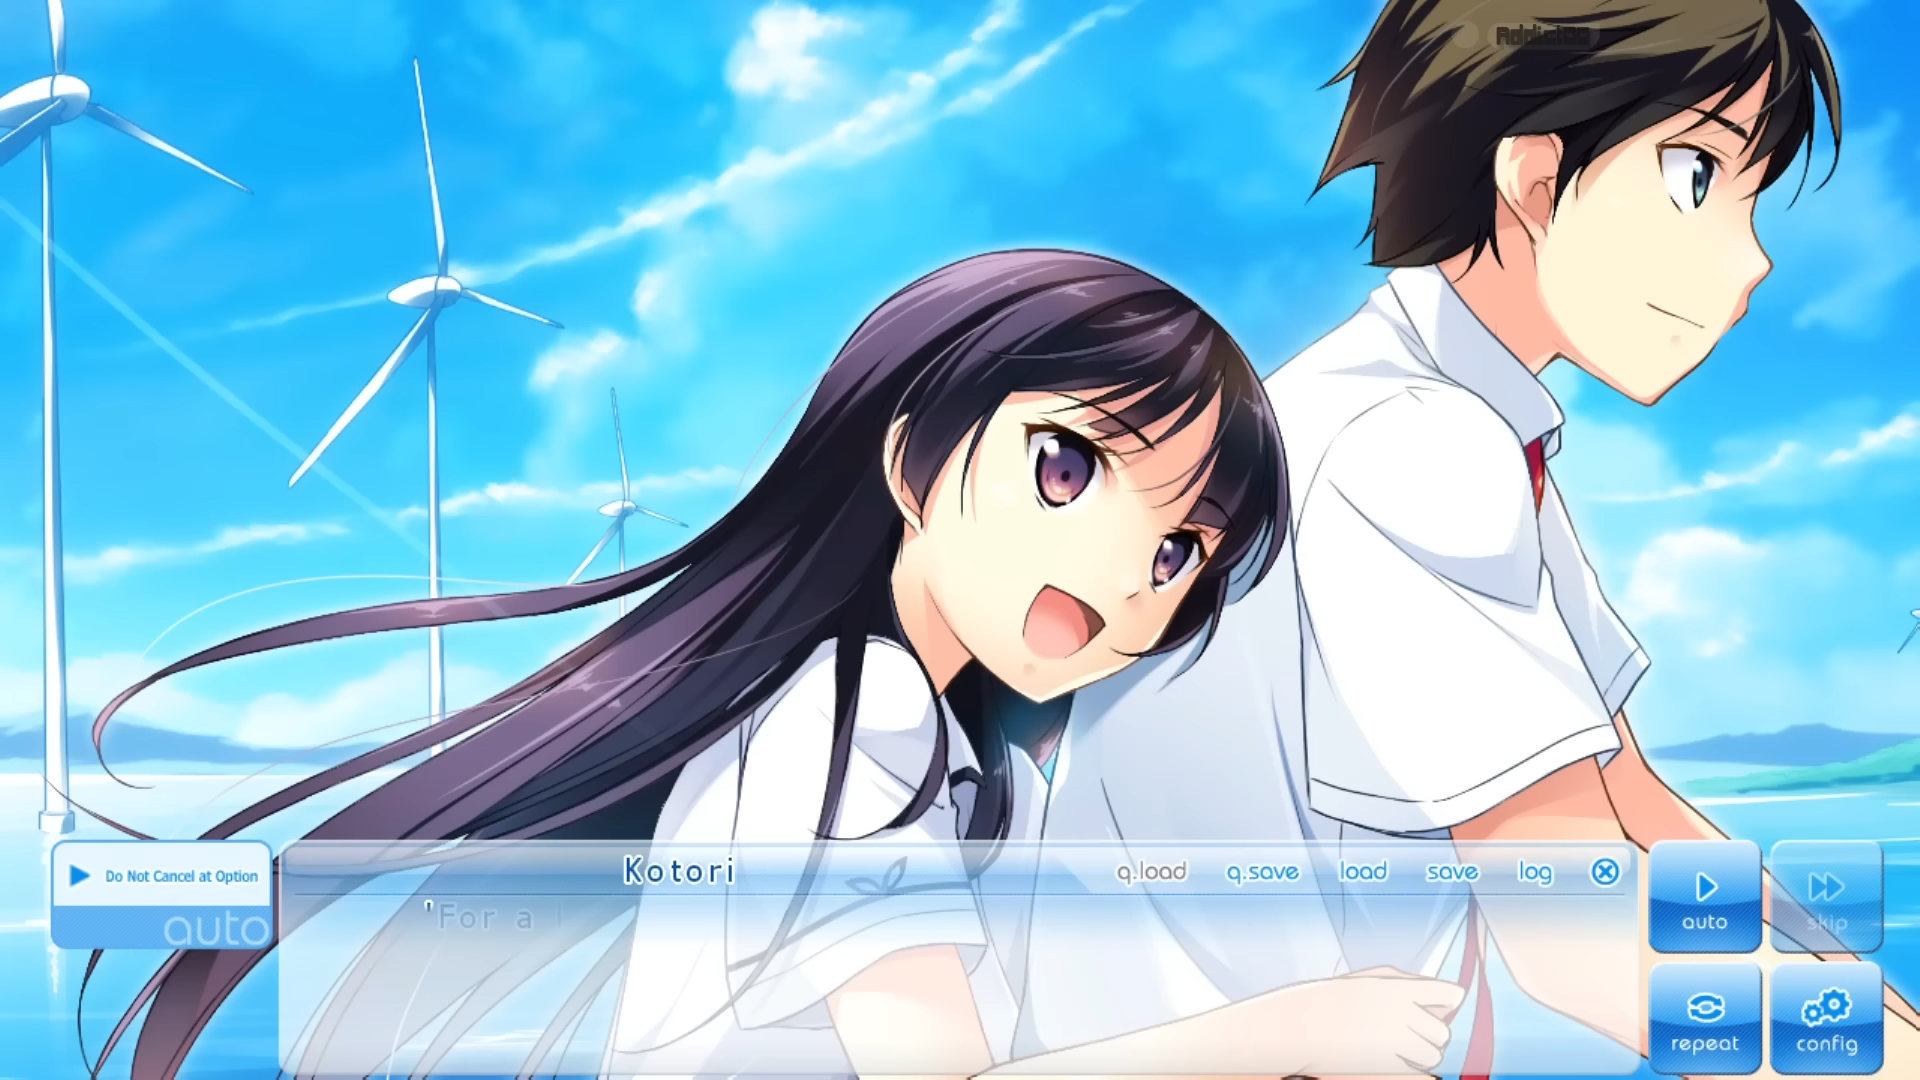 Kotori
q.load q.save load save log
'For a
Do Not Cancel at Option
auto
auto
skip
repeat
config